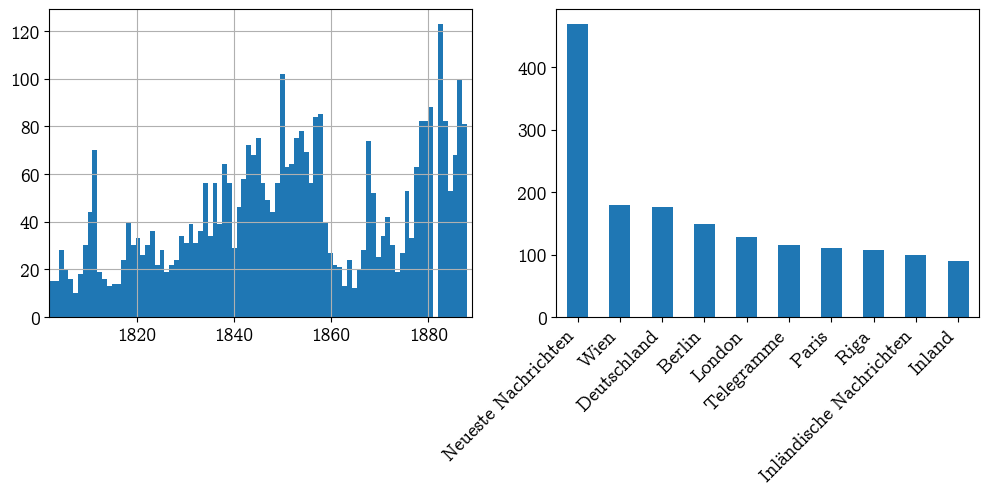 120
100
80
60
40
20
0
1820 1840 1860 1880
400
300
200
100
0
Neueste Nachrichten
Wien
Deutschland
Berlin
London
Telegramme
Paris
Riga
Inländische Nachrichten
Inland